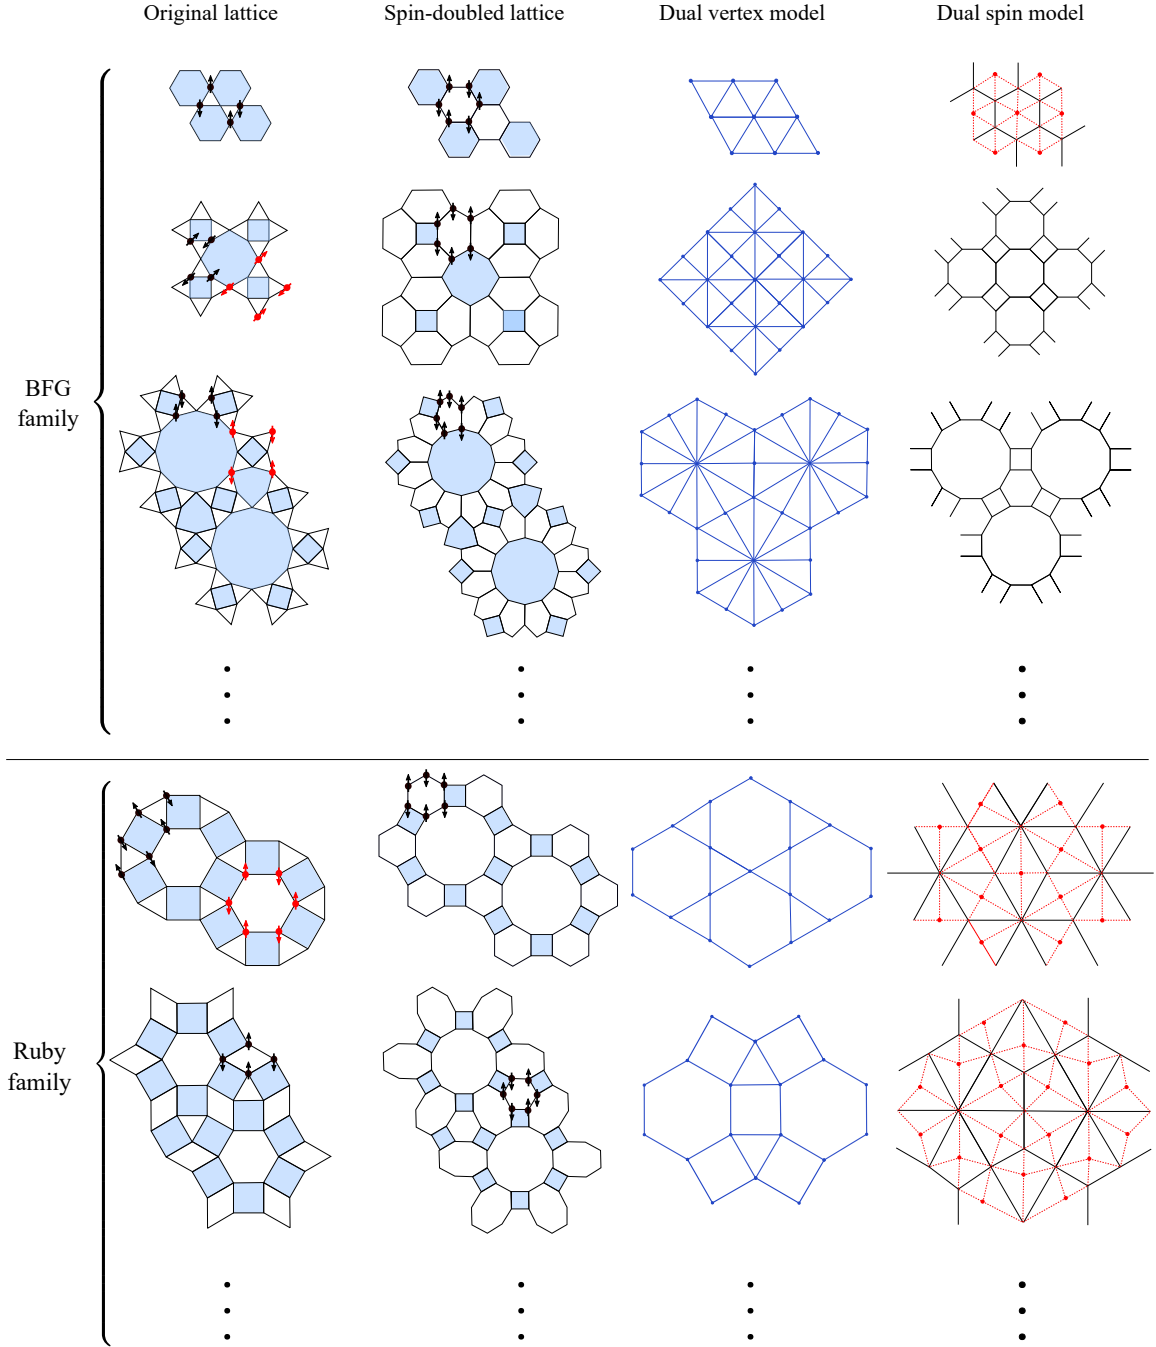 Original lattice
Spin-doubled lattice
Dual vertex model
Dual spin model
BFG
family
Ruby
family